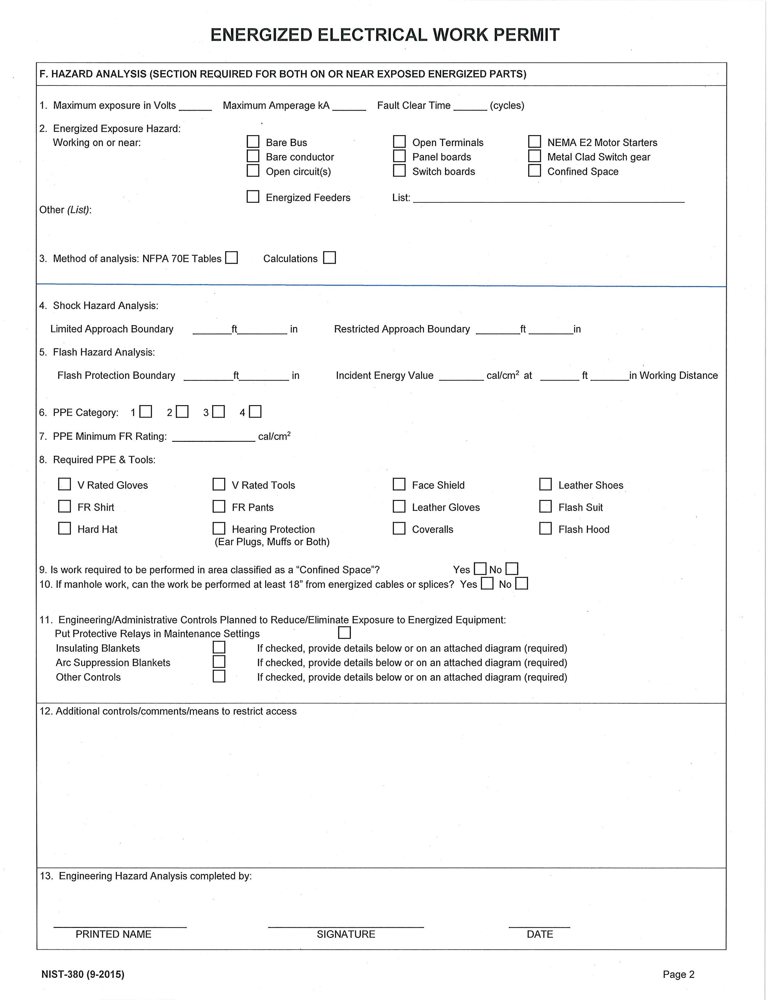 ENERGIZED ELECTRICAL WORK PERMIT
F. HAZARD ANALYSIS (SECTION REQUIRED FOR BOTH ON OR NEAR EXPOSED ENERGIZED PARTS)
1. Maximum exposure in Volts ______ Maximum Amperage kA ______ Fault Clear Time ______ (cycles)
2. Energized Exposure Hazard:
Working on or near: Bare Bus Open Terminals NEMA E2 Motor Starters
Bare conductor Panel boards Metal Clad Switch gear
Open circuit(s) Switch boards Confined Space
Energized Feeders List: ______
Other (List):
3. Method of analysis: NFPA 70E Tables Calculations
4. Shock Hazard Analysis:
Limited Approach Boundary ______ft______ in Restricted Approach Boundary ______ft ______in
5. Flash Hazard Analysis:
Flash Protection Boundary ______ft______ in Incident Energy Value ______ cal/cm² at ______ ft ______in Working Distance
6. PPE Category: 1 2 3 4
7. PPE Minimum FR Rating: ______ cal/cm²
8. Required PPE & Tools:
V Rated Gloves V Rated Tools Face Shield Leather Shoes
FR Shirt FR Pants Leather Gloves Flash Suit
Hard Hat Hearing Protection Coveralls Flash Hood
(Ear Plugs, Muffs or Both)
9. Is work required to be performed in area classified as a “Confined Space”? Yes No
10. If manhole work, can the work be performed at least 18” from energized cables or splices? Yes No
11. Engineering/Administrative Controls Planned to Reduce/Eliminate Exposure to Energized Equipment:
Put Protective Relays in Maintenance Settings
Insulating Blankets If checked, provide details below or on an attached diagram (required)
Arc Suppression Blankets If checked, provide details below or on an attached diagram (required)
Other Controls If checked, provide details below or on an attached diagram (required)
12. Additional controls/comments/means to restrict access
13. Engineering Hazard Analysis completed by:
PRINTED NAME SIGNATURE DATE
NIST-380 (9-2015) Page 2